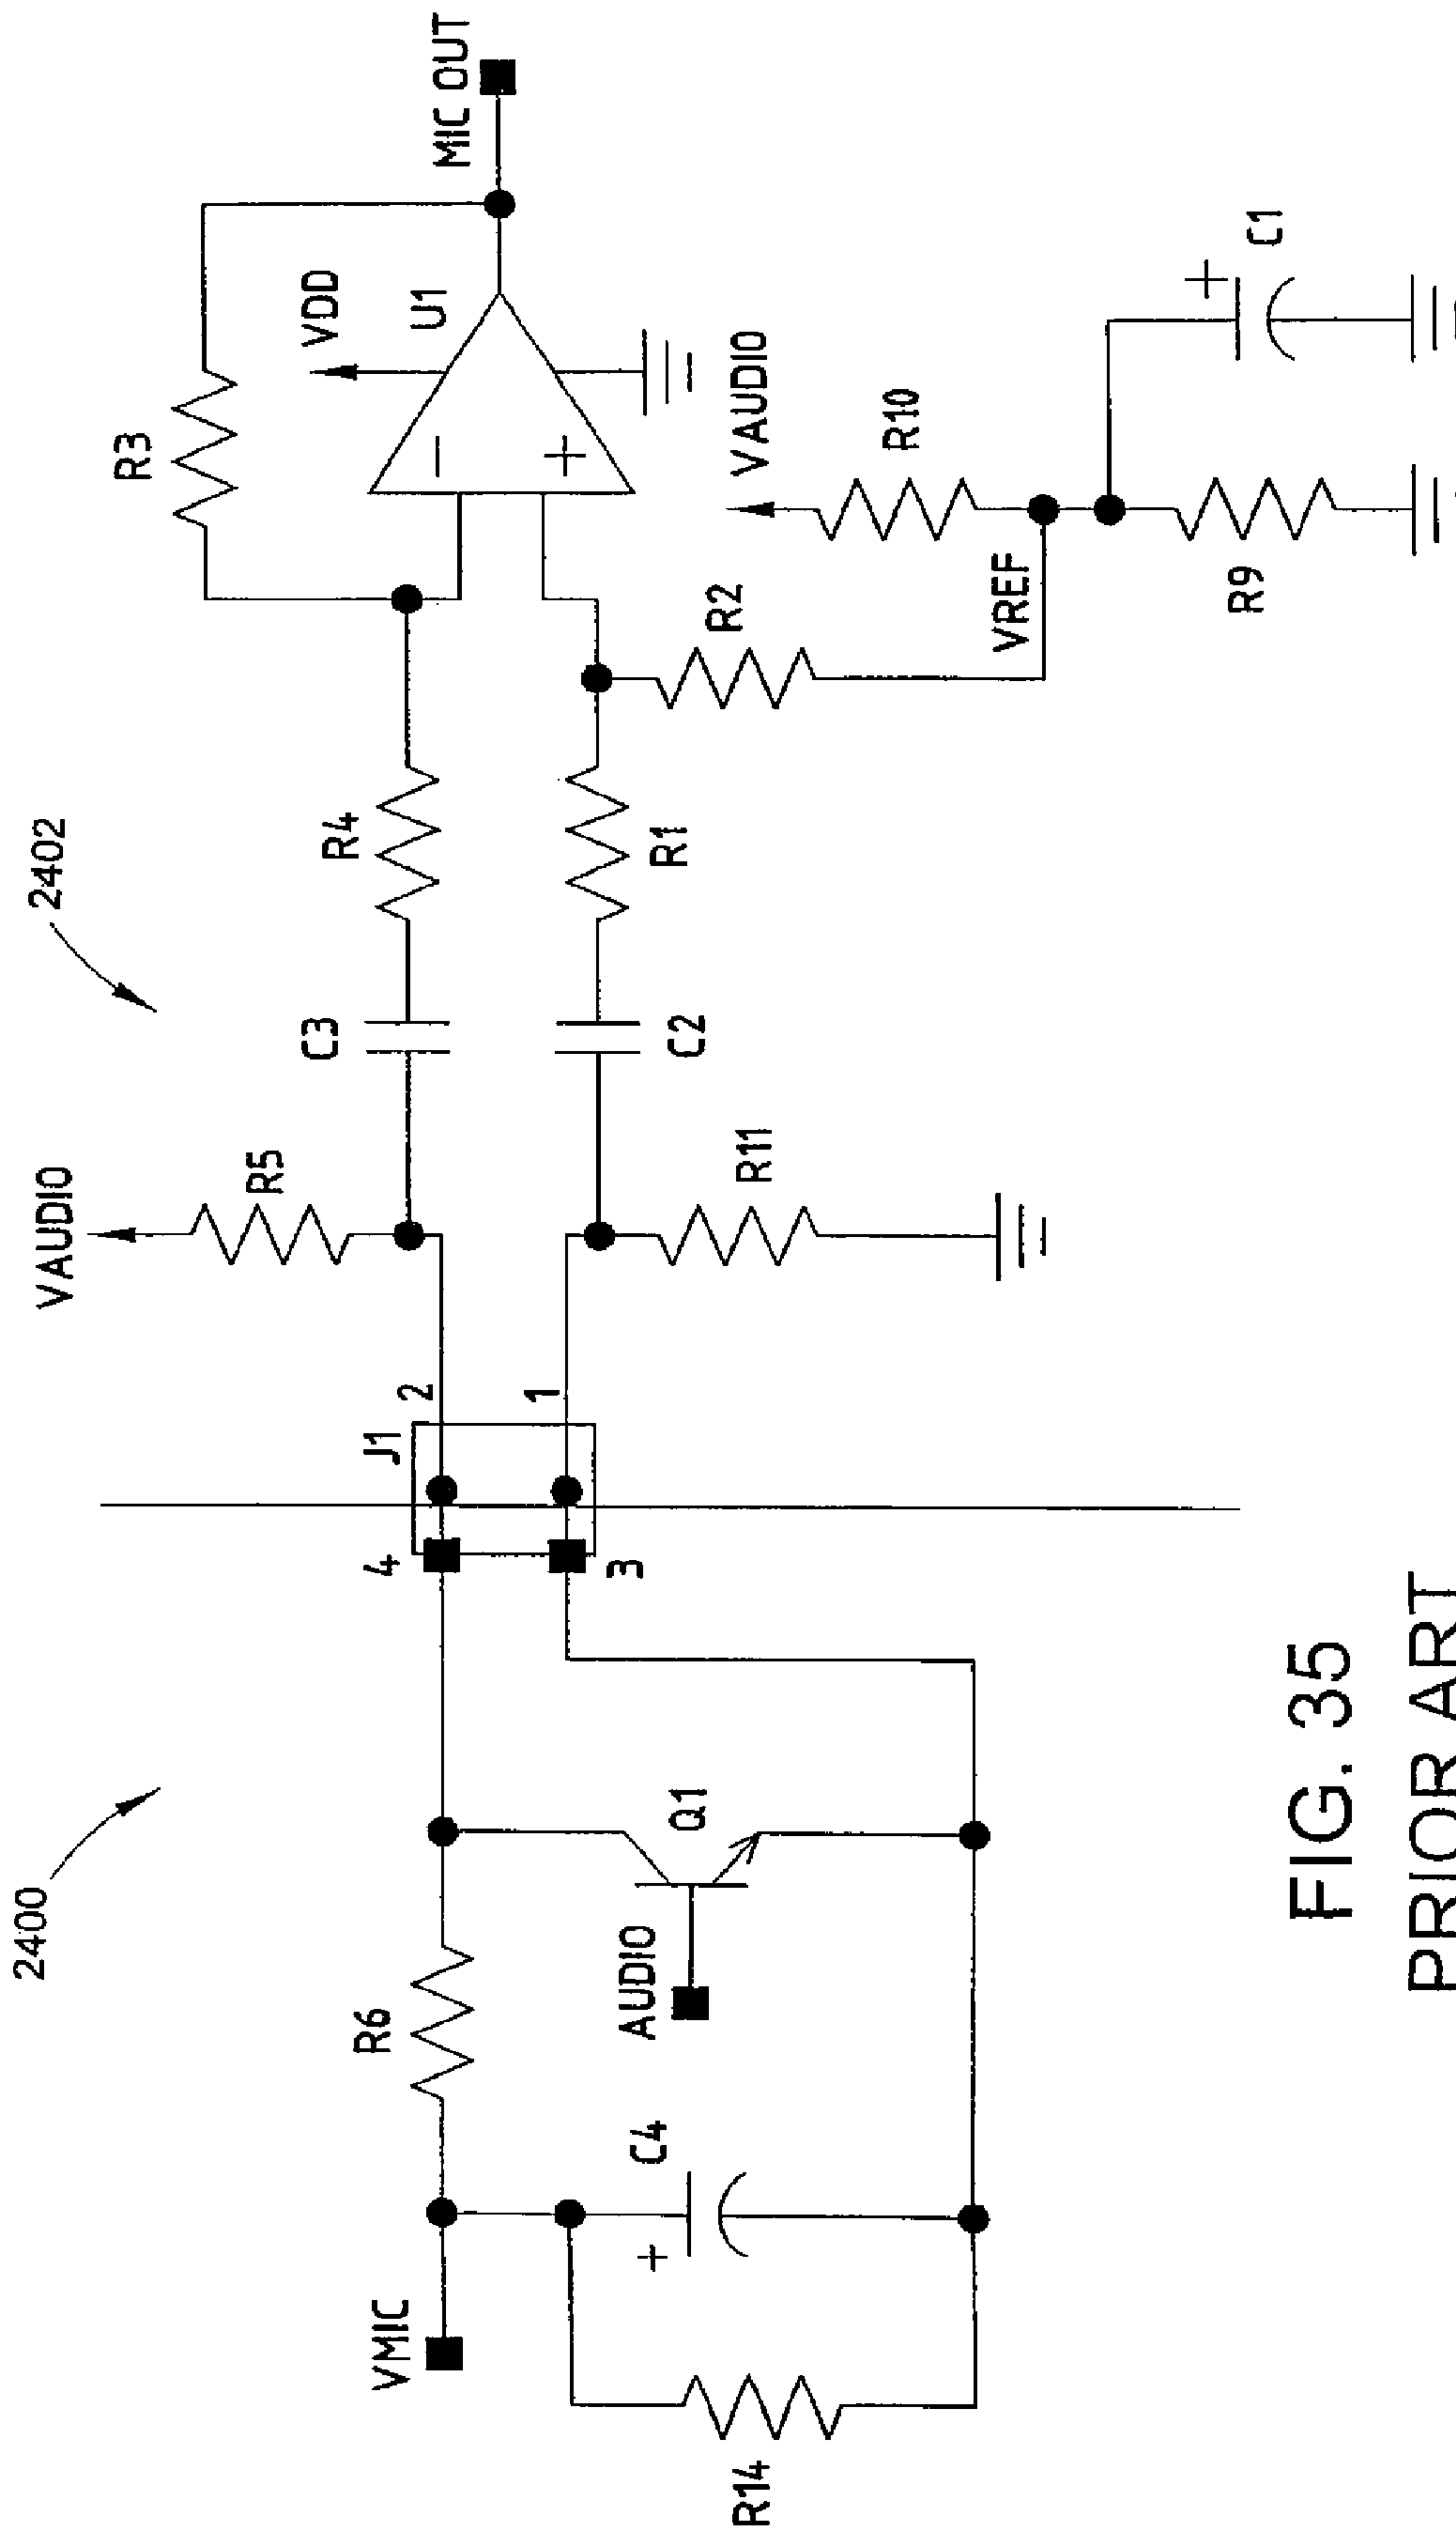 2400
2402
VMIC
R14
C4
+
R6
AUDIO
Q1
4
3
J1
2
1
VAUDIO
R5
R11
C3
C2
R4
R1
R2
R3
−
+
U1
VDD
MIC OUT
VREF
VAUDIO
R10
R9
+
C1
FIG. 35
PRIOR ART